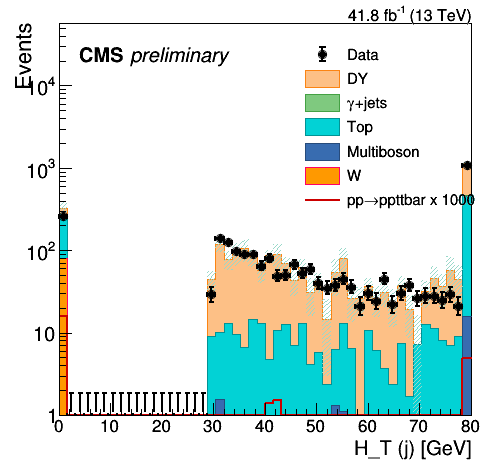 41.8 fb⁻¹ (13 TeV)
Events
CMS preliminary
Data
DY
γ+jets
Top
Multiboson
W
pp→ppttbar x 1000
10⁴
10³
10²
10
1
0 10 20 30 40 50 60 70 80
H_T (j) [GeV]